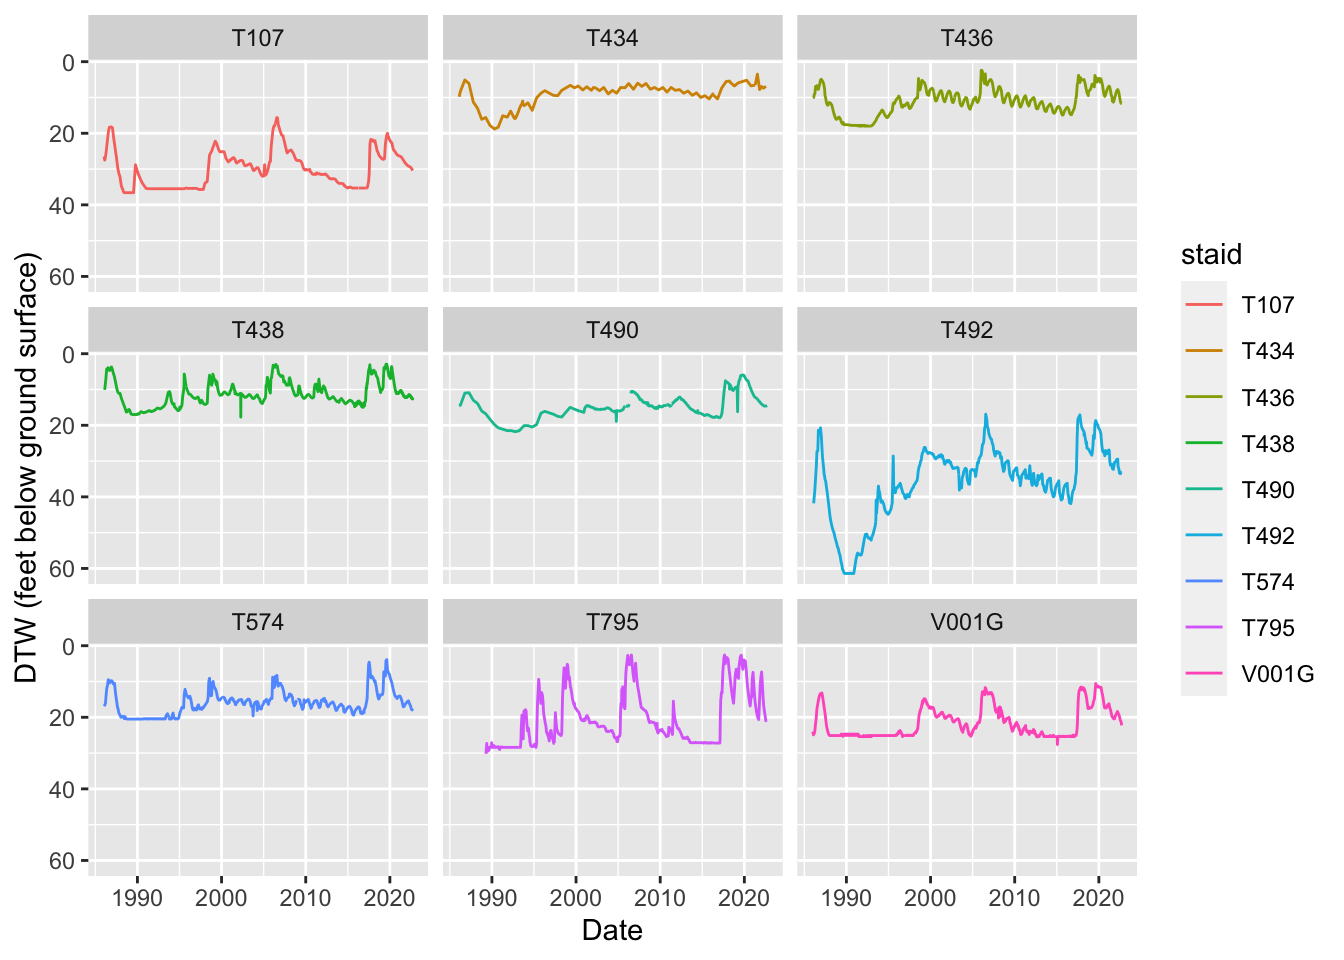 T107 T434 T436
0
20
40
60
T438 T490 T492
0
20
40
60
T574 T795 V001G
0
20
40
60
1990 2000 2010 2020 1990 2000 2010 2020 1990 2000 2010 2020
Date
DTW (feet below ground surface)
staid
T107
T434
T436
T438
T490
T492
T574
T795
V001G